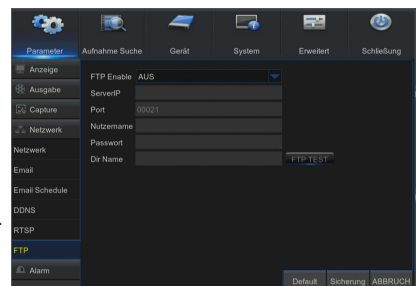 Parameter Aufnahme Suche Gerät System Erweitert Schließung
Anzeige
Ausgabe
Capture
Netzwerk
Netzwerk
Email
Email Schedule
DDNS
RTSP
FTP
Alarm
FTP Enable AUS
ServerIP
Port 00021
Nutzername
Passwort
Dir Name FTP TEST
Default Sicherung ABBRUCH